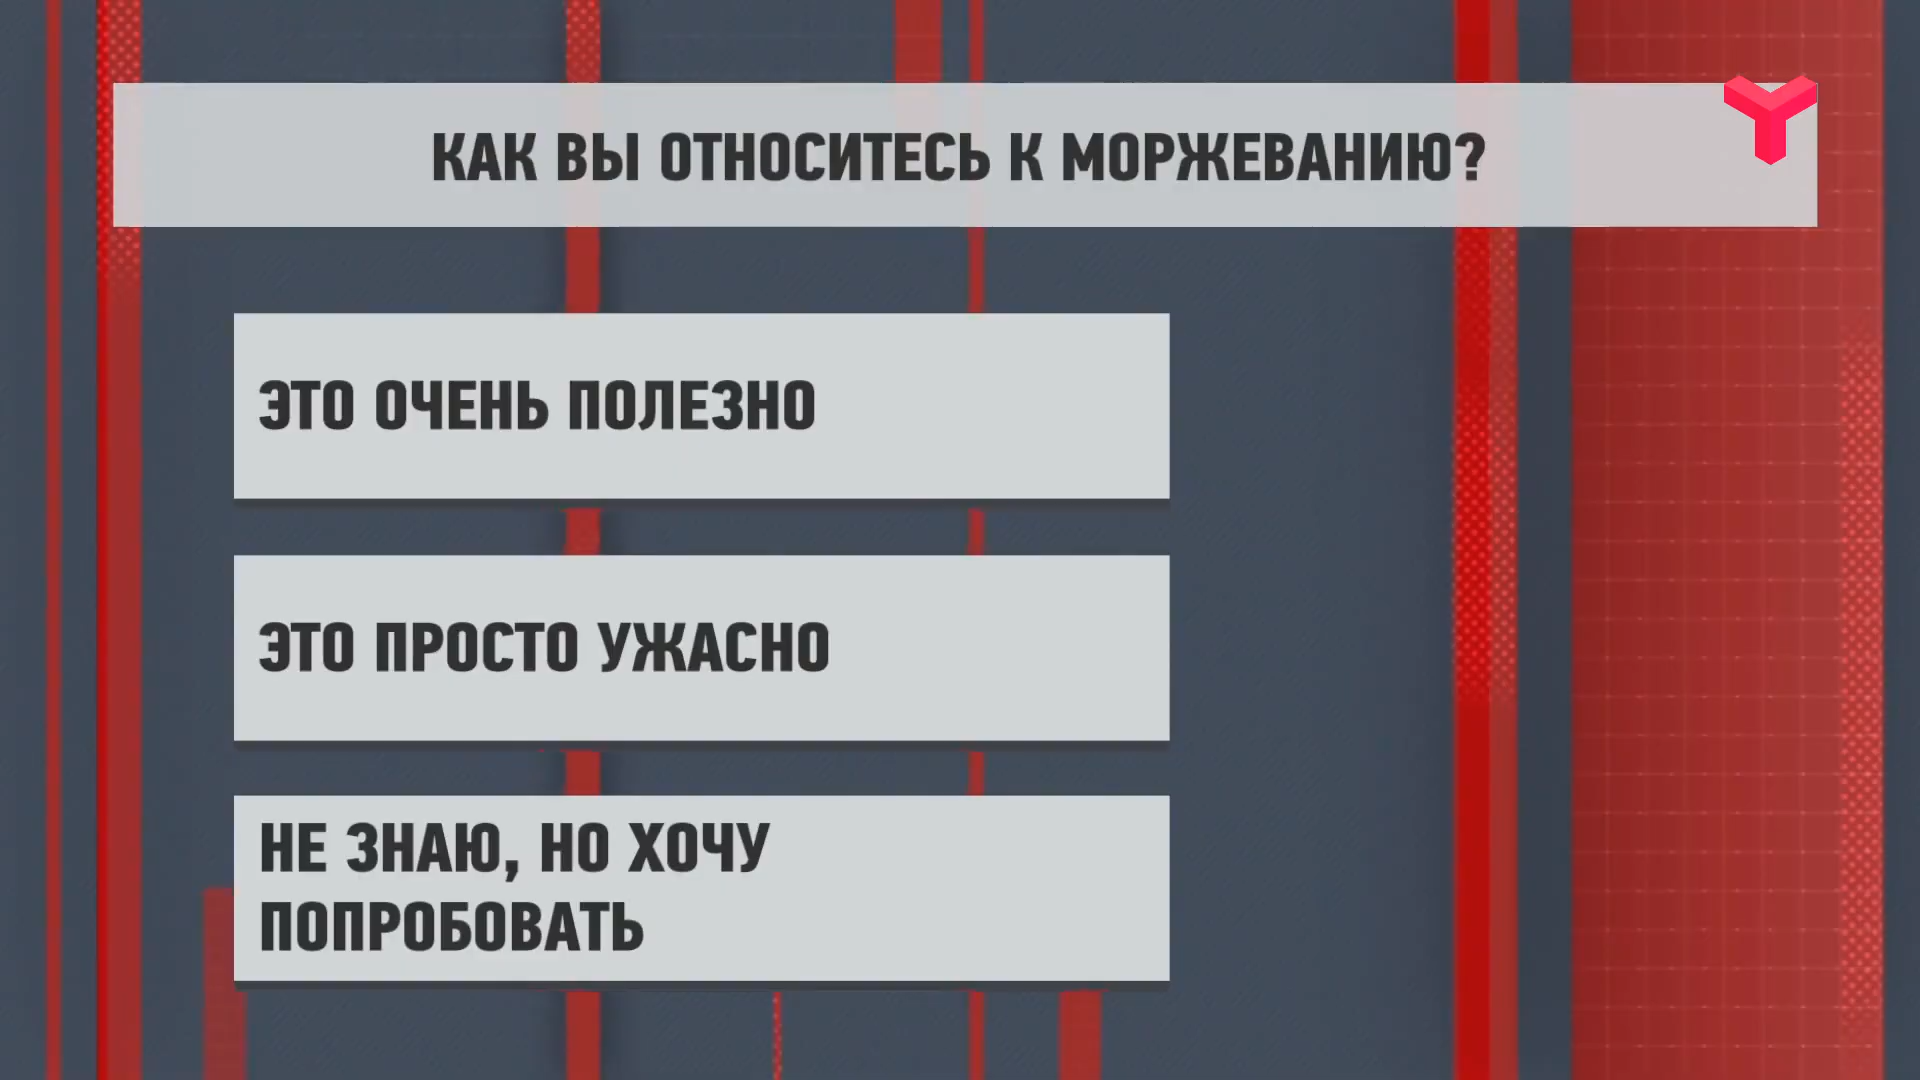 КАК ВЫ ОТНОСИТЕСЬ К МОРЖЕВАНИЮ?
ЭТО ОЧЕНЬ ПОЛЕЗНО
ЭТО ПРОСТО УЖАСНО
НЕ ЗНАЮ, НО ХОЧУ
ПОПРОБОВАТЬ